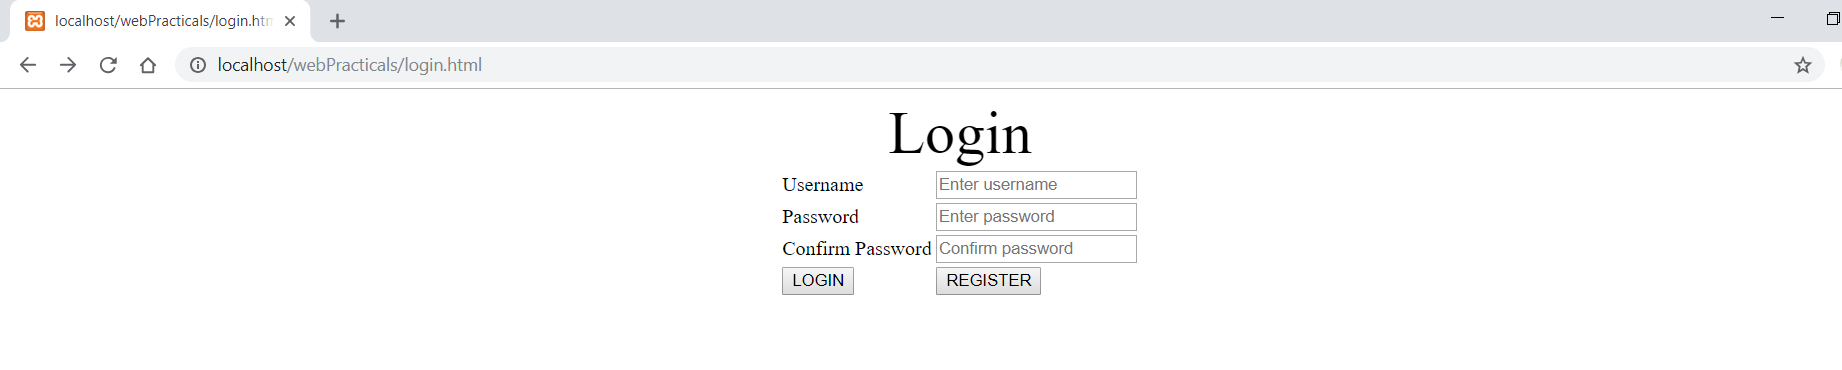 localhost/webPracticals/login.htm
localhost/webPracticals/login.html
Login
Username Enter username
Password Enter password
Confirm Password Confirm password
LOGIN REGISTER